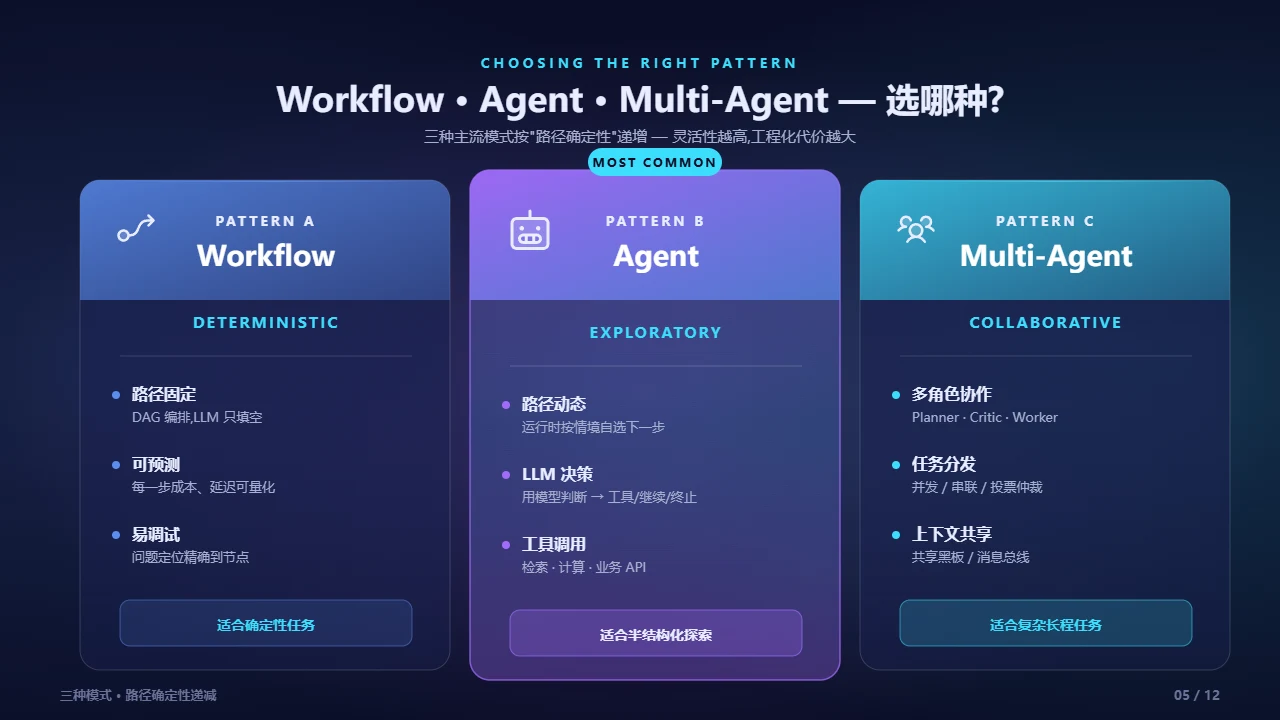 CHOOSING THE RIGHT PATTERN
Workflow • Agent • Multi-Agent — 选哪种?
三种主流模式按"路径确定性"递增 — 灵活性越高,工程化代价越大
PATTERN A
Workflow
DETERMINISTIC
路径固定
DAG 编排,LLM 只填空
可预测
每一步成本、延迟可量化
易调试
问题定位精确到节点
适合确定性任务
MOST COMMON
PATTERN B
Agent
EXPLORATORY
路径动态
运行时按情境自选下一步
LLM 决策
用模型判断 → 工具/继续/终止
工具调用
检索 · 计算 · 业务 API
适合半结构化探索
PATTERN C
Multi-Agent
COLLABORATIVE
多角色协作
Planner · Critic · Worker
任务分发
并发 / 串联 / 投票仲裁
上下文共享
共享黑板 / 消息总线
适合复杂长程任务
三种模式 • 路径确定性递减
05 / 12